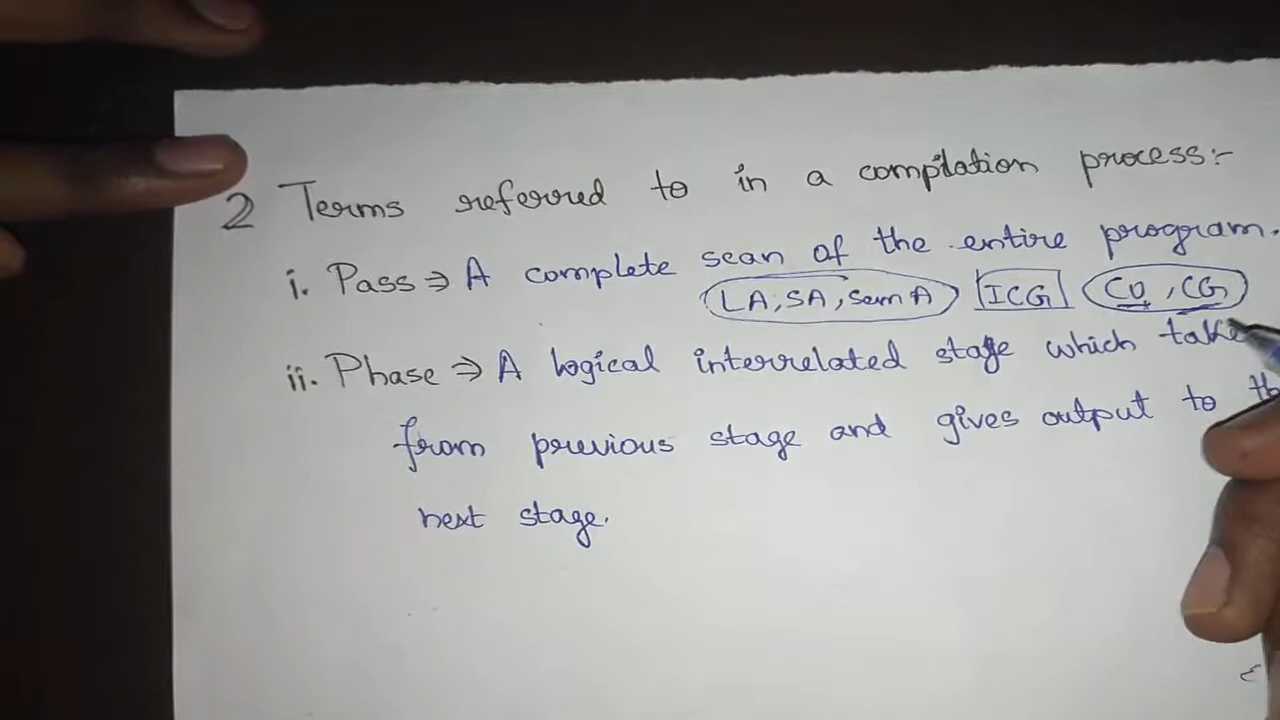 2 Terms referred to in a compilation process:-
i. Pass ⇒ A complete scan of the entire program.
LA, SA, Sem A ICG CO, CG
ii. Phase ⇒ A logical interrelated stage which take
from previous stage and gives output to
next stage.